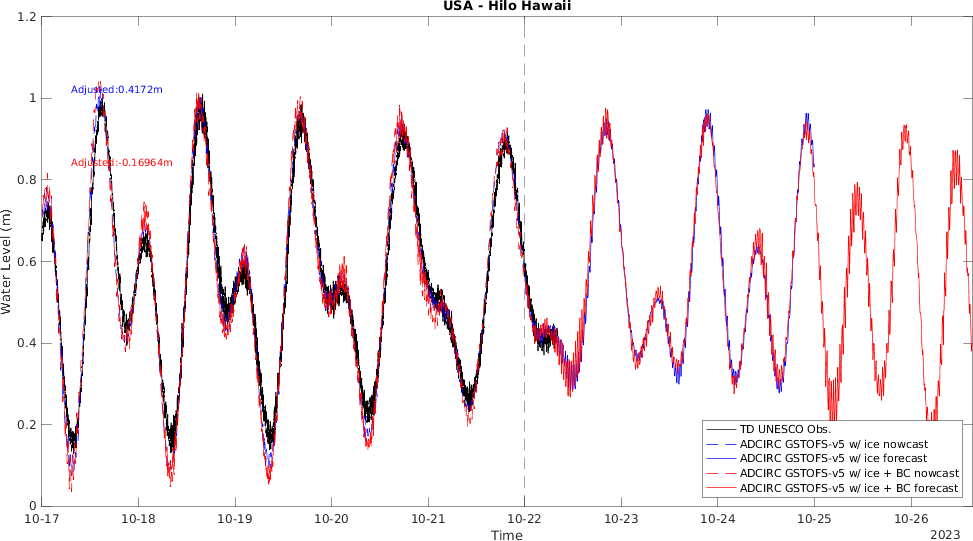 USA - Hilo Hawaii
1.2
1
0.8
0.6
0.4
0.2
0
Water Level (m)
Adjusted:0.4172m
Adjusted:-0.16964m
TD UNESCO Obs.
ADCIRC GSTOFS-v5 w/ ice nowcast
ADCIRC GSTOFS-v5 w/ ice forecast
ADCIRC GSTOFS-v5 w/ ice + BC nowcast
ADCIRC GSTOFS-v5 w/ ice + BC forecast
10-17 10-18 10-19 10-20 10-21 10-22 10-23 10-24 10-25 10-26
Time
2023